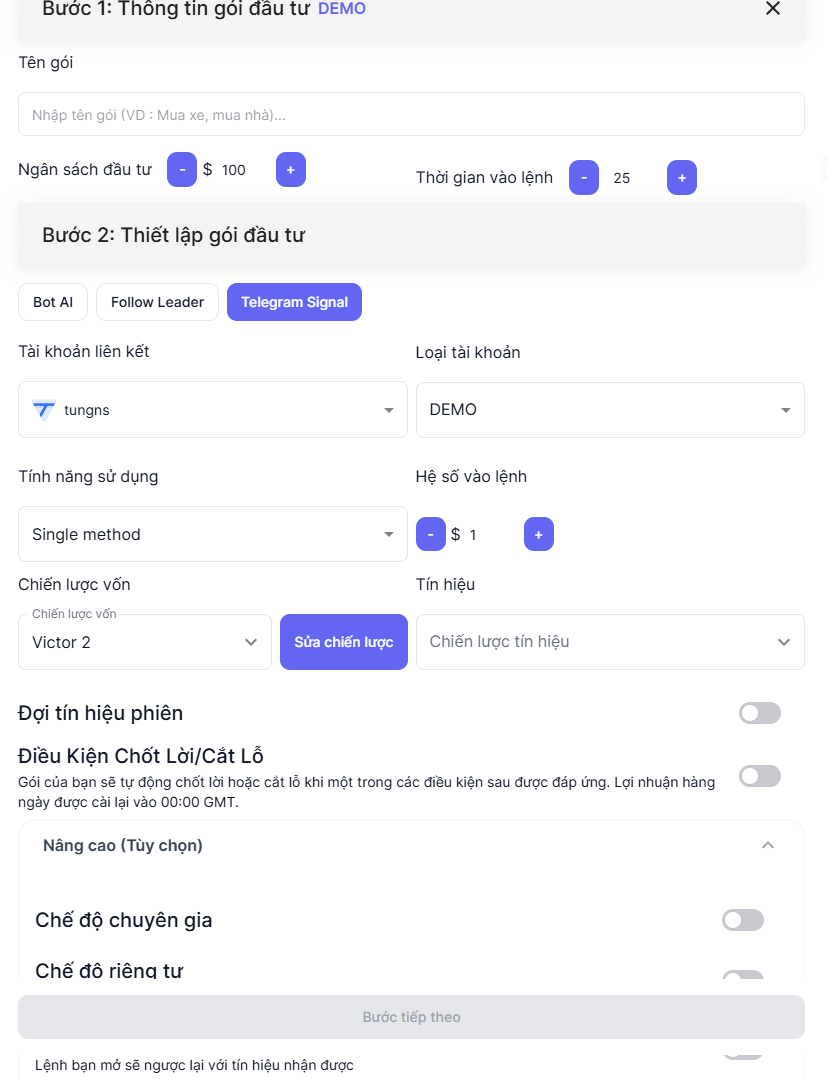 Bước 1: Thông tin gói đầu tư DEMO
Tên gói
Nhập tên gói (VD : Mua xe, mua nhà)...
Ngân sách đầu tư - $ 100 +
Thời gian vào lệnh - 25 +
Bước 2: Thiết lập gói đầu tư
Bot AI Follow Leader Telegram Signal
Tài khoản liên kết
Loại tài khoản
tungns
DEMO
Tính năng sử dụng
Hệ số vào lệnh
Single method
- $ 1 +
Chiến lược vốn
Tín hiệu
Chiến lược vốn
Victor 2
Sửa chiến lược
Chiến lược tín hiệu
Đợi tín hiệu phiên
Điều Kiện Chốt Lời/Cắt Lỗ
Gói của bạn sẽ tự động chốt lời hoặc cắt lỗ khi một trong các điều kiện sau được đáp ứng. Lợi nhuận hàng
ngày được cài lại vào 00:00 GMT.
Nâng cao (Tùy chọn)
Chế độ chuyên gia
Chế độ riêng tư
Bước tiếp theo
Lệnh bạn mở sẽ ngược lại với tín hiệu nhận được